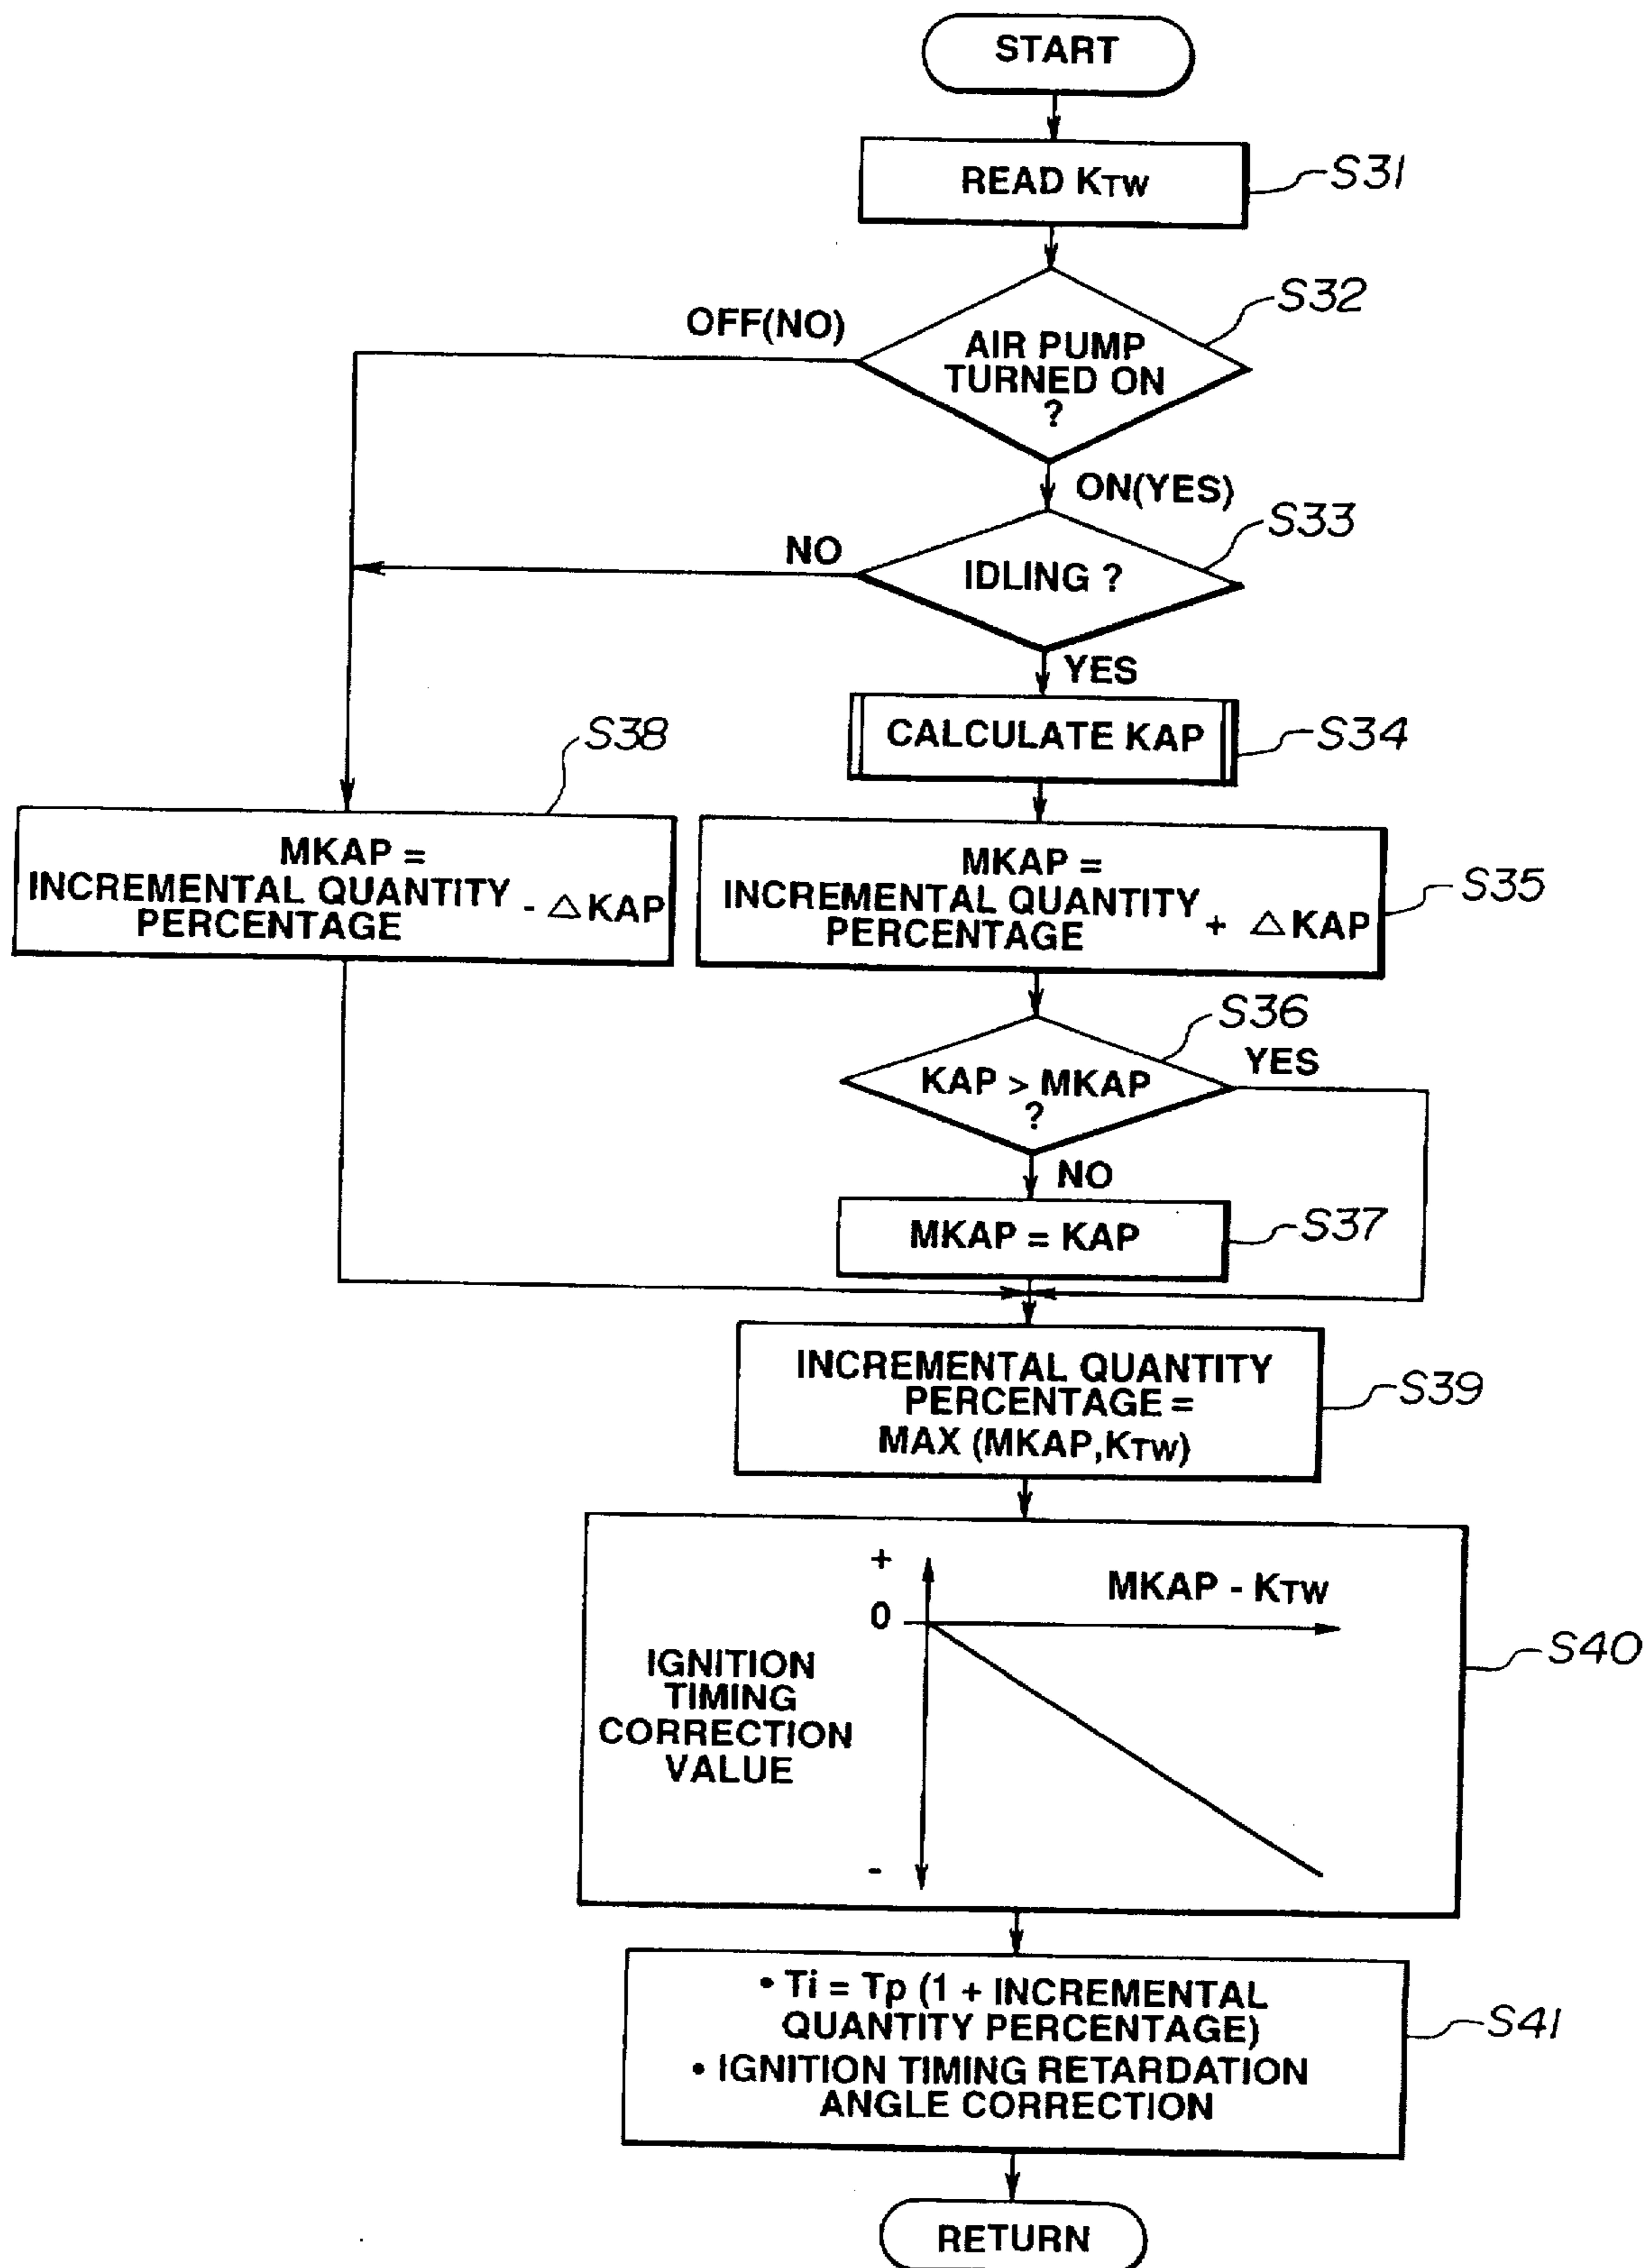 START
READ KTW
S31
S32
OFF(NO)
AIR PUMP
TURNED ON
?
ON(YES)
S33
NO
IDLING ?
YES
S38
CALCULATE KAP
S34
MKAP =
INCREMENTAL QUANTITY
PERCENTAGE
- △ KAP
MKAP =
INCREMENTAL QUANTITY
PERCENTAGE
+ △ KAP
S35
S36
KAP > MKAP
?
YES
NO
MKAP = KAP
S37
INCREMENTAL QUANTITY
PERCENTAGE =
MAX (MKAP,KTW)
S39
+
MKAP - KTW
0
IGNITION
TIMING
CORRECTION
VALUE
-
S40
• Ti = Tp (1 + INCREMENTAL
QUANTITY PERCENTAGE)
• IGNITION TIMING RETARDATION
ANGLE CORRECTION
S41
RETURN